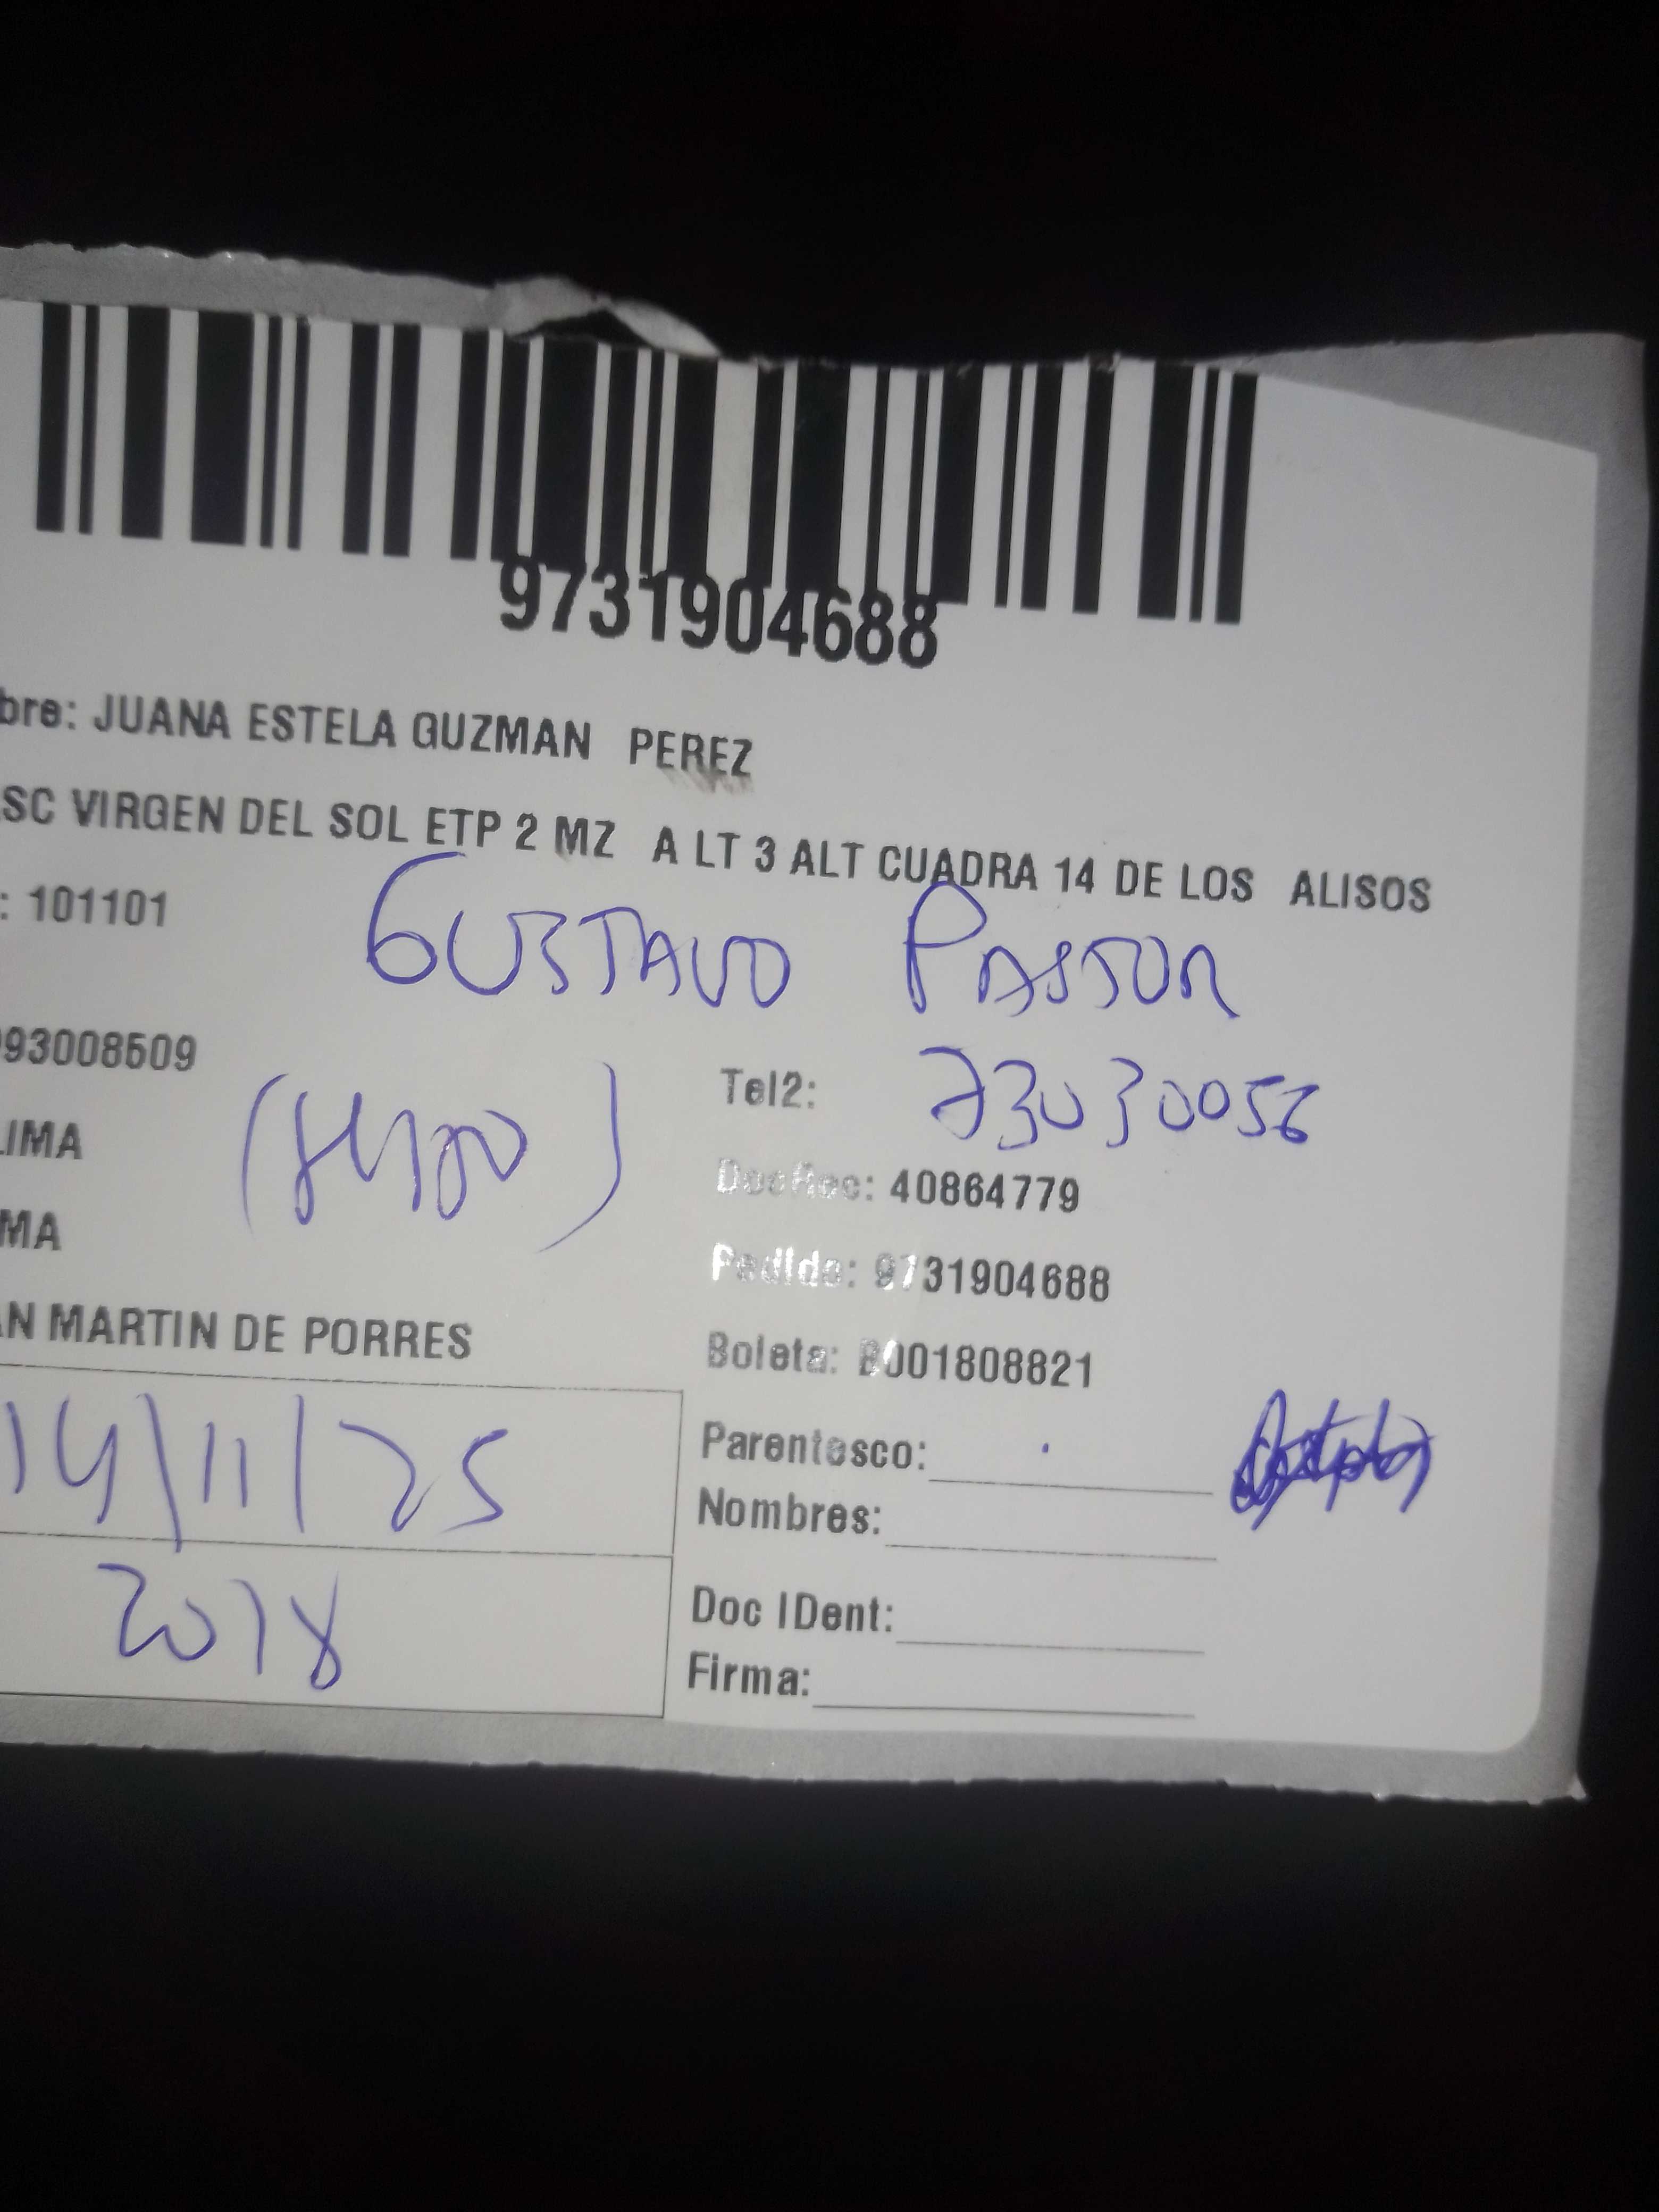 9731904688
bre: JUANA ESTELA GUZMAN PEREZ
SC VIRGEN DEL SOL ETP 2 MZ A LT 3 ALT CUADRA 14 DE LOS ALISOS
: 101101
GUSTAVO PASTOR
93008509
Tel2: 73030056
LIMA
DocRec: 40864779
MA
Pedido: 9731904688
AN MARTIN DE PORRES
Boleta: B001808821
14/11/25
Parentesco:
Nombres:
2018
Doc IDent:
Firma: